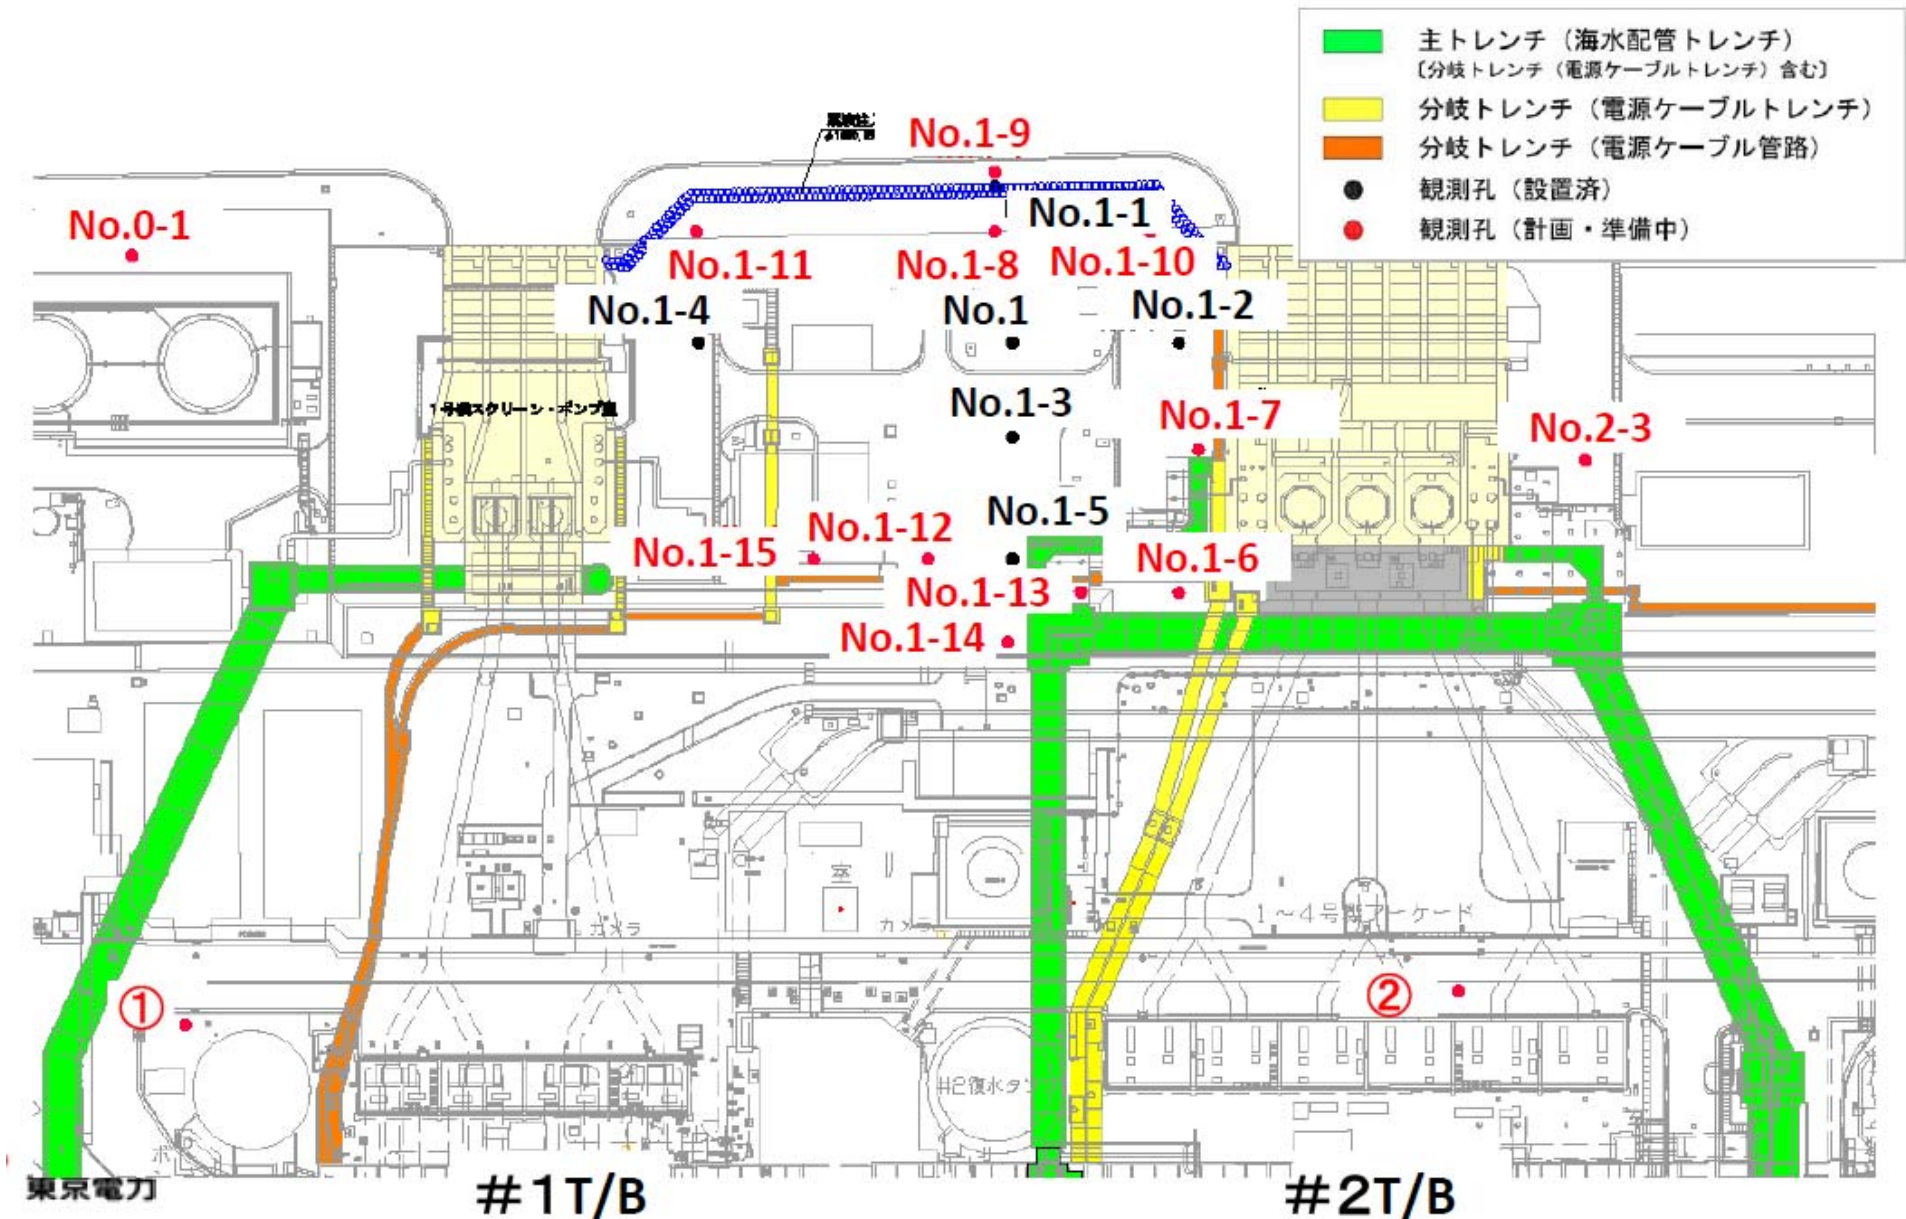 主トレンチ（海水配管トレンチ）
〔分岐トレンチ（電源ケーブルトレンチ）含む〕
分岐トレンチ（電源ケーブルトレンチ）
分岐トレンチ（電源ケーブル管路）
観測孔（設置済）
観測孔（計画・準備中）
No.1-9
No.0-1
No.1-1
No.1-11
No.1-8
No.1-10
No.1-4
No.1
No.1-2
No.1-3
No.1-7
No.2-3
1号機スクリーン・ポンプ室
No.1-5
No.1-15
No.1-12
No.1-6
No.1-13
No.1-14
カメラ
カメラ
1～4号
アーケード
①
②
#2復水タン
東京電力
#1T/B
#2T/B